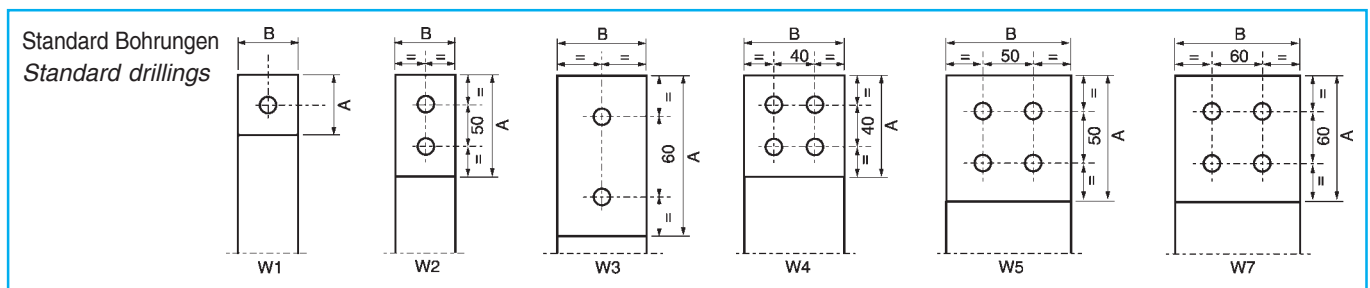 Standard Bohrungen
Standard drillings
B
A
W1
B
= =
=
50
=
A
W2
B
= =
=
60
=
A
W3
B
= 40 =
=
40
=
A
W4
B
= 50 =
=
50
=
A
W5
B
= 60 =
=
60
=
A
W7